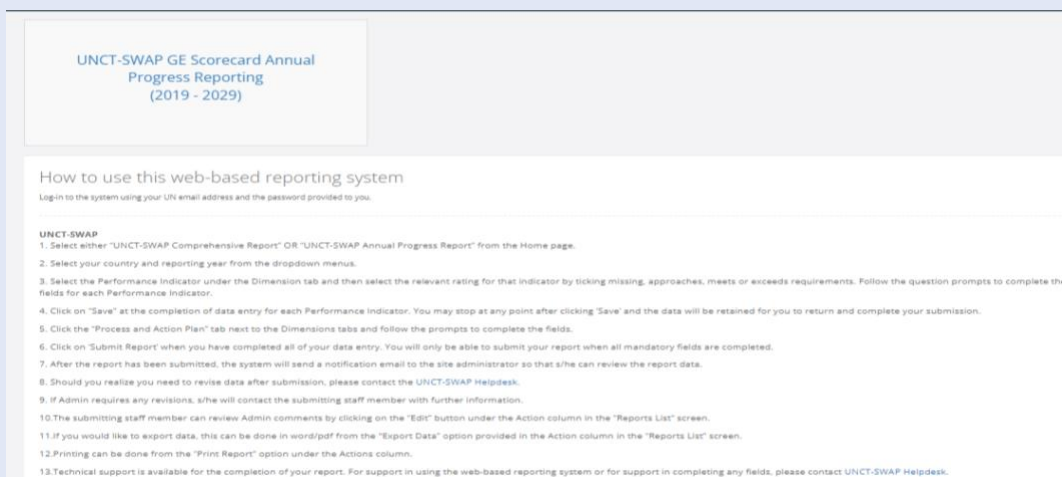 UNCT-SWAP GE Scorecard Annual
Progress Reporting
(2019 - 2029)
How to use this web-based reporting system
Log-in to the system using your UN email address and the password provided to you.
UNCT-SWAP
1. Select either "UNCT-SWAP Comprehensive Report" OR "UNCT-SWAP Annual Progress Report" from the Home page.
2. Select your country and reporting year from the dropdown menus.
3. Select the Performance Indicator under the Dimension tab and then select the relevant rating for that indicator by ticking missing, approaches, meets or exceeds requirements. Follow the question prompts to complete the
fields for each Performance Indicator.
4. Click on "Save" at the completion of data entry for each Performance Indicator. You may stop at any point after clicking 'Save' and the data will be retained for you to return and complete your submission.
5. Click the "Process and Action Plan" tab next to the Dimensions tabs and follow the prompts to complete the fields.
6. Click on 'Submit Report' when you have completed all of your data entry. You will only be able to submit your report when all mandatory fields are completed.
7. After the report has been submitted, the system will send a notification email to the site administrator so that s/he can review the report data.
8. Should you realize you need to revise data after submission, please contact the UNCT-SWAP Helpdesk.
9. If Admin requires any revisions, s/he will contact the submitting staff member with further information.
10.The submitting staff member can review Admin comments by clicking on the "Edit" button under the Action column in the "Reports List" screen.
11.If you would like to export data, this can be done in word/pdf from the "Export Data" option provided in the Action column in the "Reports List" screen.
12.Printing can be done from the "Print Report" option under the Actions column.
13.Technical support is available for the completion of your report. For support in using the web-based reporting system or for support in completing any fields, please contact UNCT-SWAP Helpdesk.